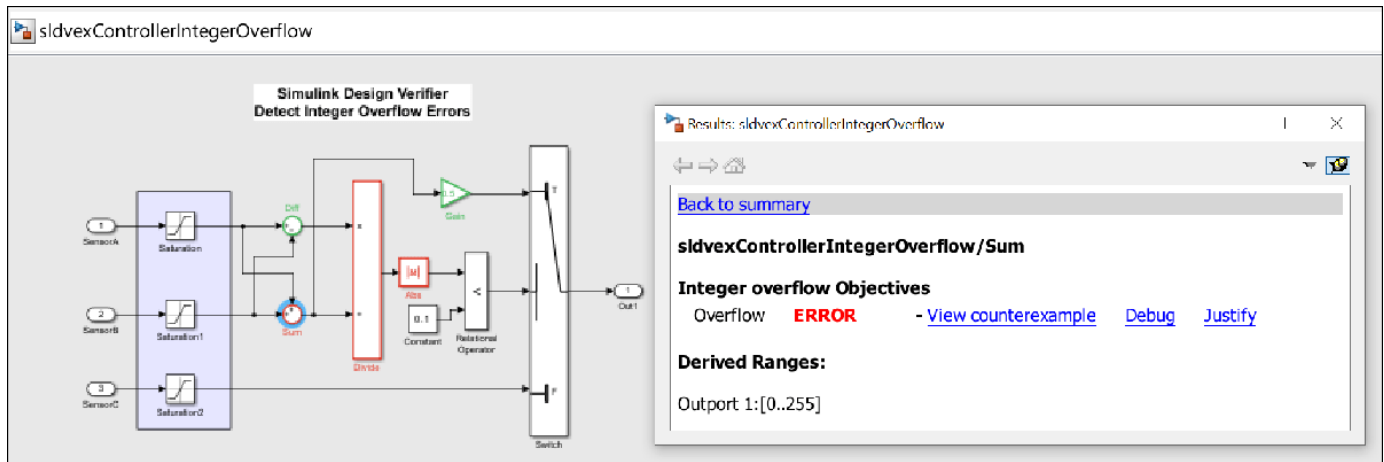 sldvexControllerIntegerOverflow
Simulink Design Verifier
Detect Integer Overflow Errors
1
SensorA
Saturation
2
SensorB
Saturation1
3
SensorC
Saturation2
Diff
Sum
Divide
Gain
|u|
Abs
0.1
Constant
<
Relational
Operator
T
F
Switch
1
Out1
Results: sldvexControllerIntegerOverflow
Back to summary
sldvexControllerIntegerOverflow/Sum
Integer overflow Objectives
Overflow ERROR - View counterexample Debug Justify
Derived Ranges:
Outport 1:[0..255]